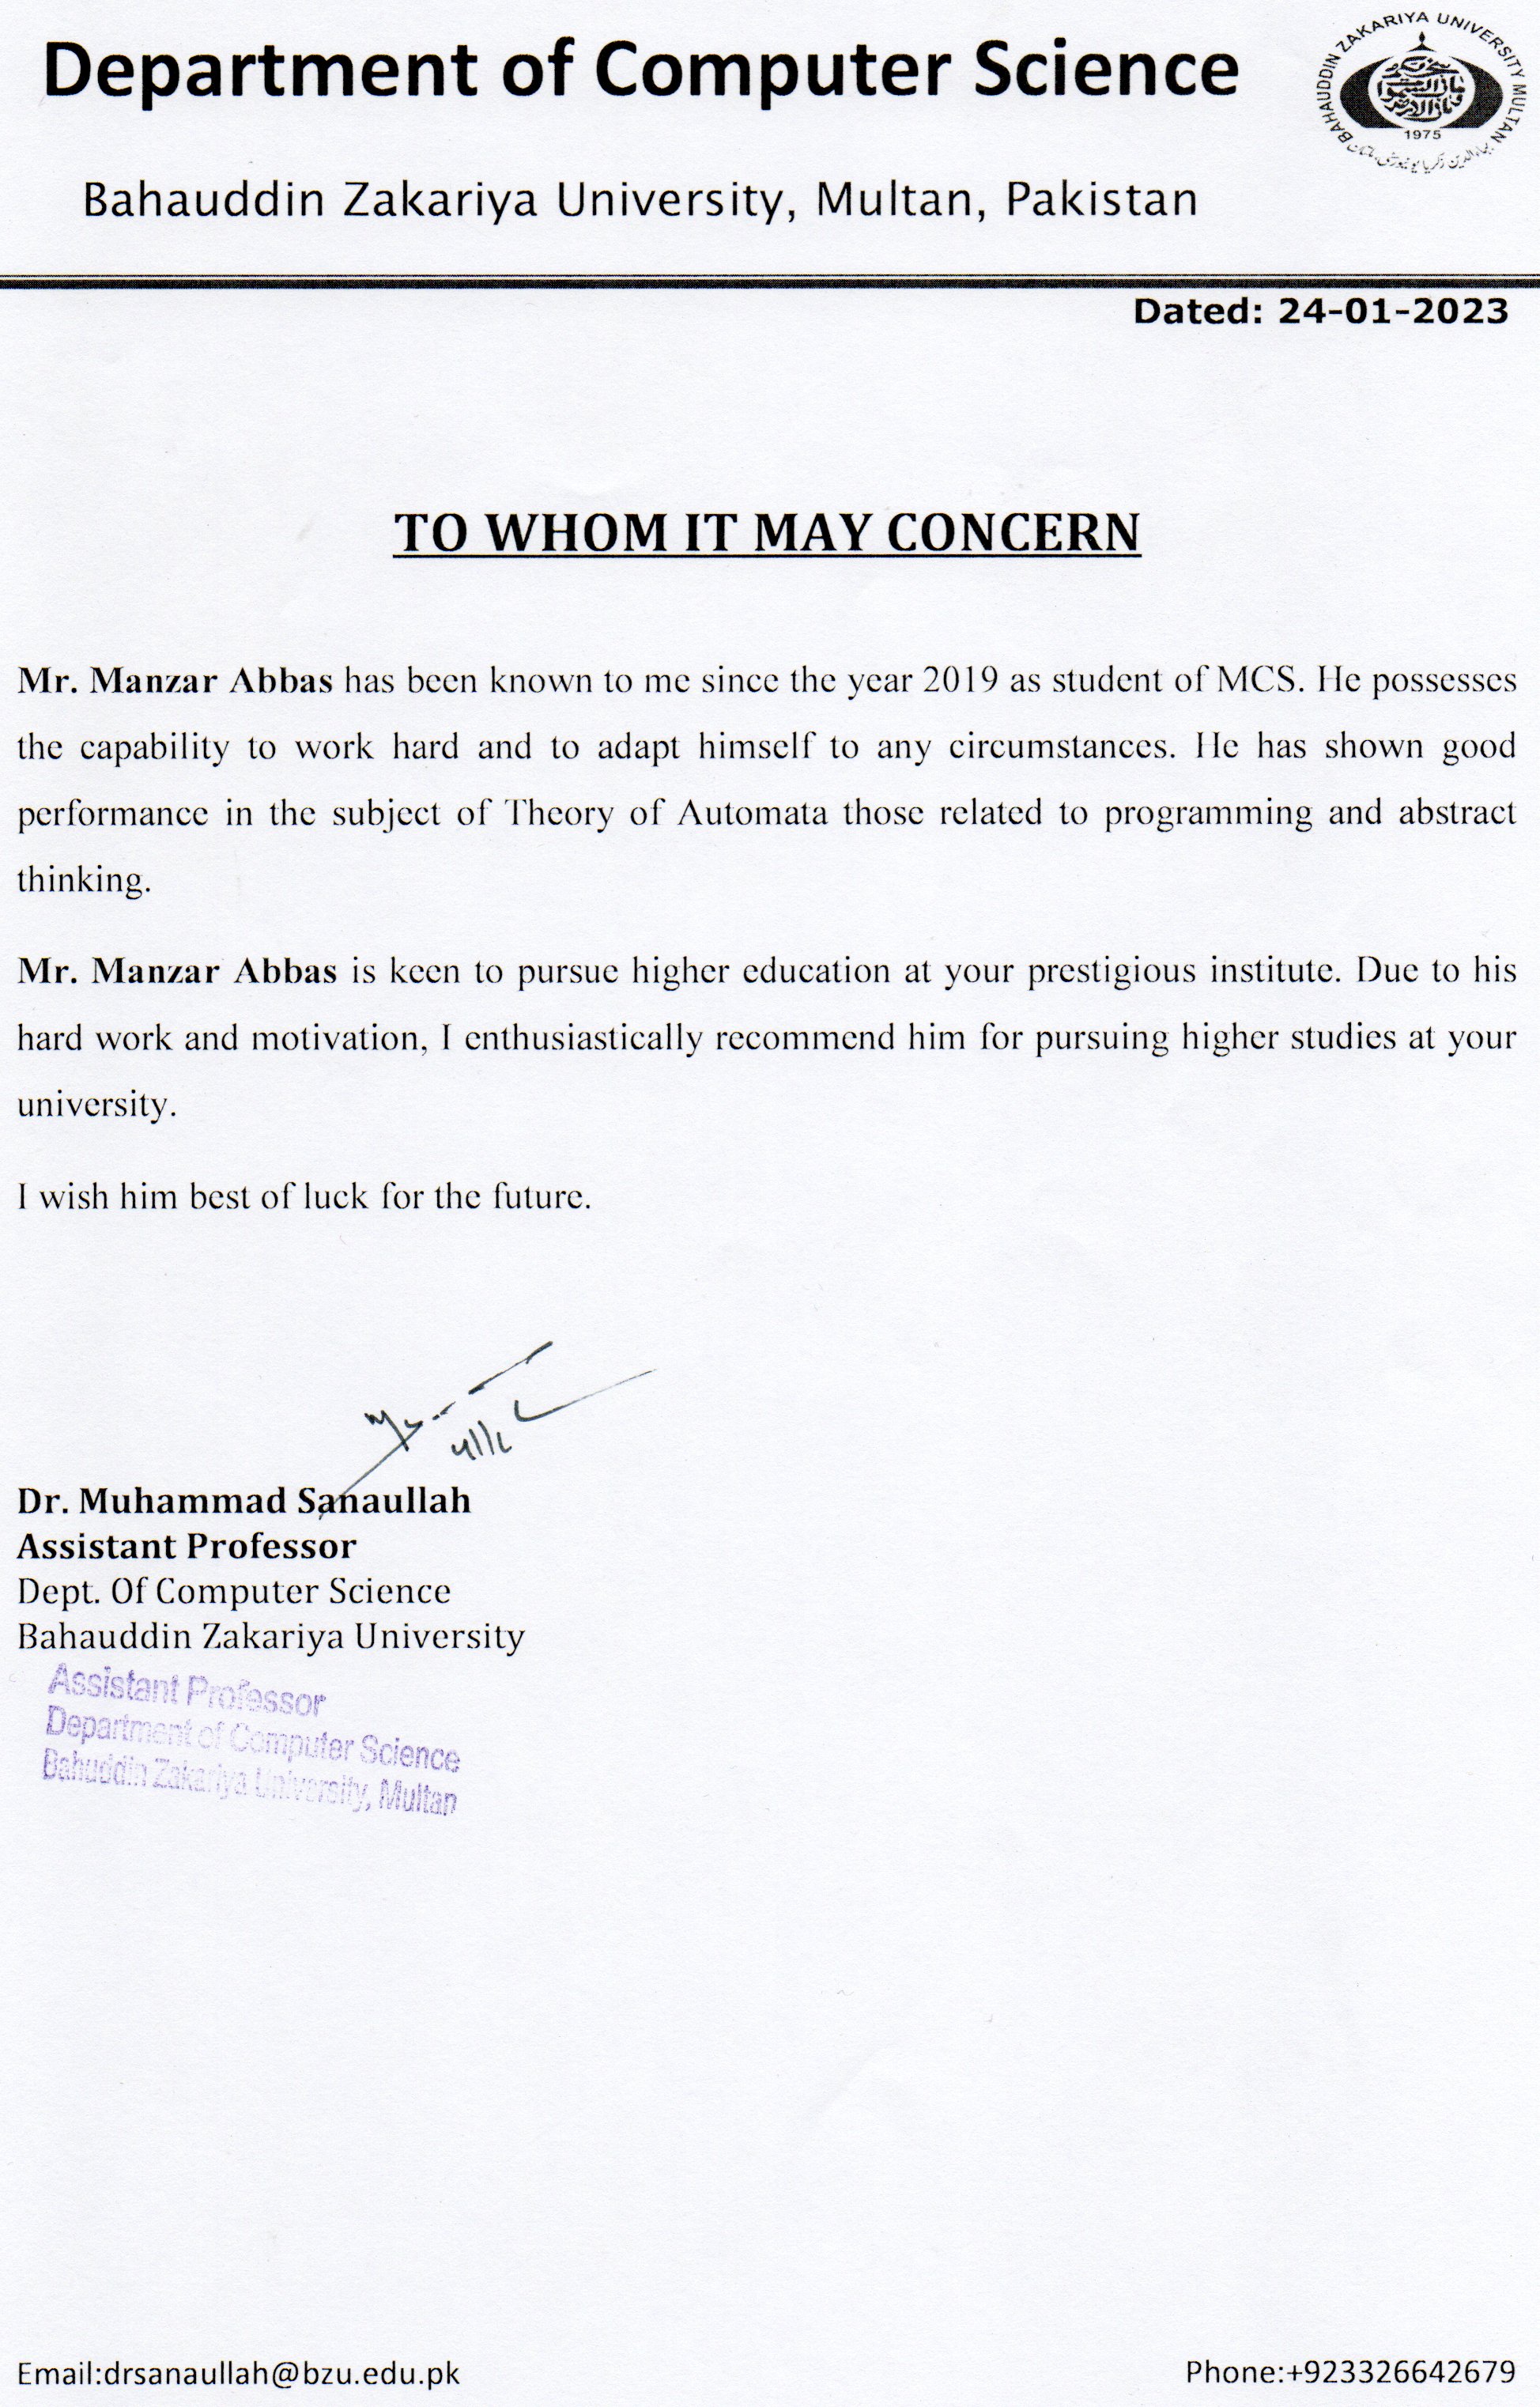 Department of Computer Science
BAHAUDDIN ZAKARIYA UNIVERSITY MULTAN
1975
بہاءالدین زکریا یونیورسٹی ملتان
Bahauddin Zakariya University, Multan, Pakistan
Dated: 24-01-2023
TO WHOM IT MAY CONCERN
Mr. Manzar Abbas has been known to me since the year 2019 as student of MCS. He possesses
the capability to work hard and to adapt himself to any circumstances. He has shown good
performance in the subject of Theory of Automata those related to programming and abstract
thinking.
Mr. Manzar Abbas is keen to pursue higher education at your prestigious institute. Due to his
hard work and motivation, I enthusiastically recommend him for pursuing higher studies at your
university.
I wish him best of luck for the future.
Dr. Muhammad Sanaullah
Assistant Professor
Dept. Of Computer Science
Bahauddin Zakariya University
Assistant Professor
Department of Computer Science
Bahuddin Zakariya University, Multan
Email:drsanaullah@bzu.edu.pk
Phone:+923326642679